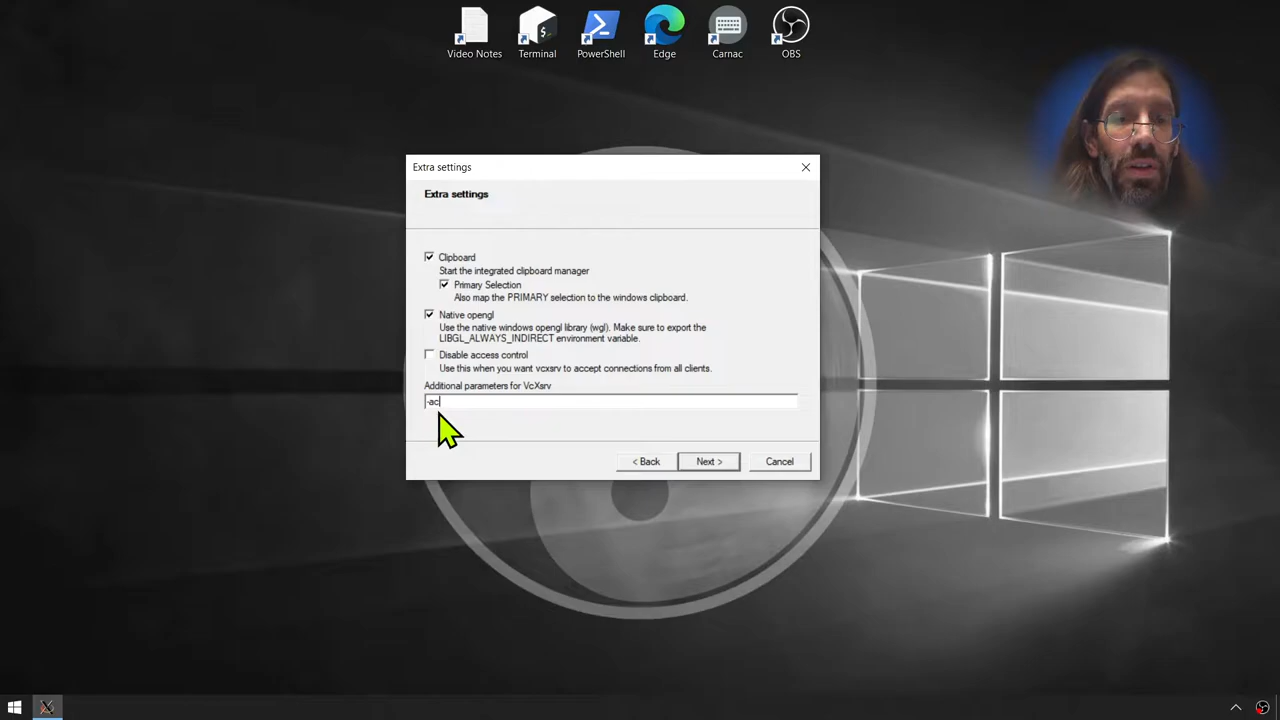 Video Notes
Terminal
PowerShell
Edge
Carnac
OBS
Extra settings
Extra settings
Clipboard
Start the integrated clipboard manager
Primary Selection
Also map the PRIMARY selection to the windows clipboard.
Native opengl
Use the native windows opengl library (wgl). Make sure to export the
LIBGL_ALWAYS_INDIRECT environment variable.
Disable access control
Use this when you want vcxsrv to accept connections from all clients.
Additional parameters for VcXsrv
-ac
< Back
Next >
Cancel